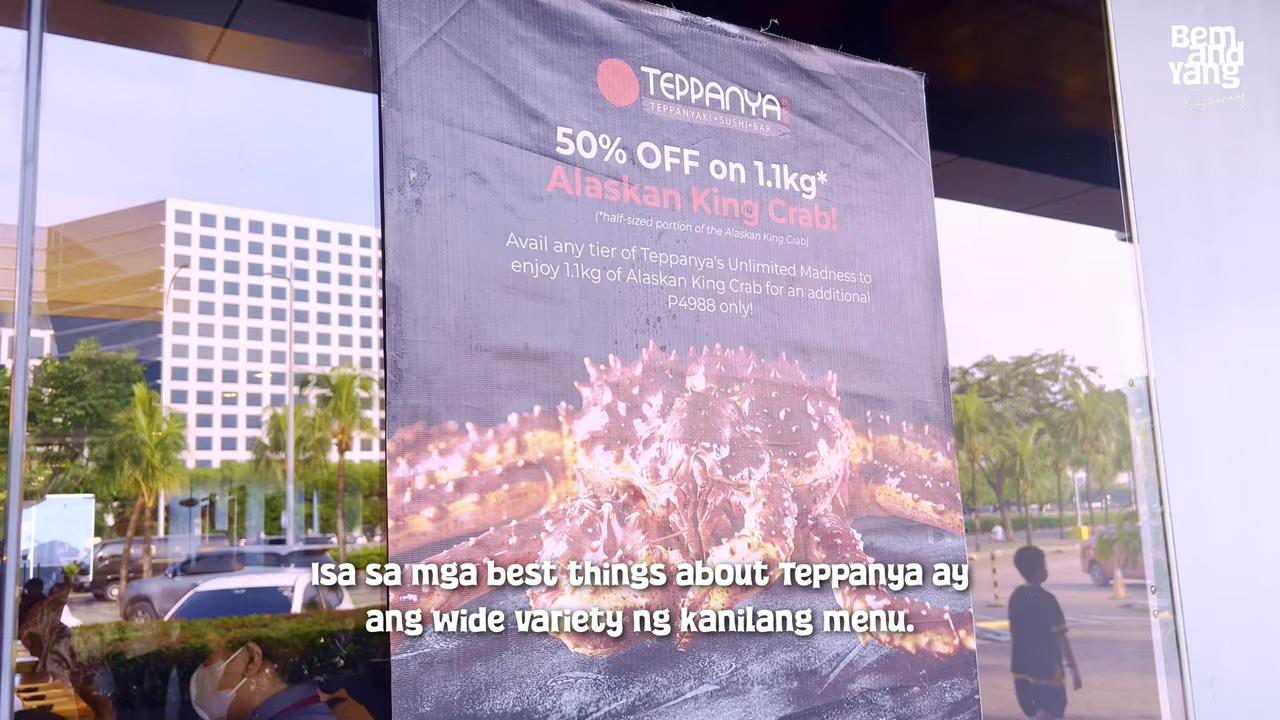 Bem
and
Yang
TEPPANYA
TEPPANYAKI • SUSHI • BAR
50% OFF on 1.1kg*
Alaskan King Crab!
(*half-sized portion of the Alaskan King Crab)
Avail any tier of Teppanya's Unlimited Madness to
enjoy 1.1kg of Alaskan King Crab for an additional
P4988 only!
Isa sa mga best things about Teppanya ay
ang wide variety ng kanilang menu.